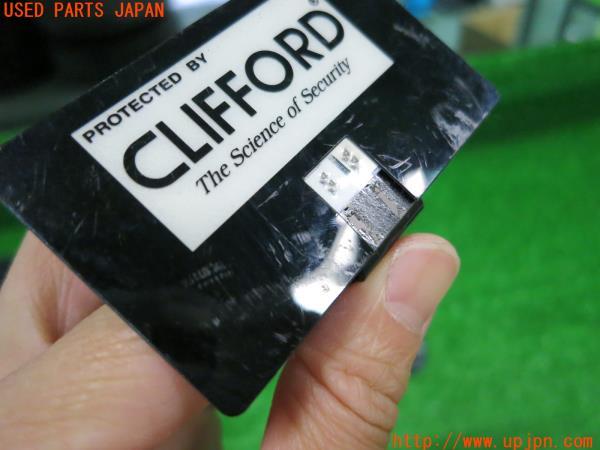 USED PARTS JAPAN
PROTECTED BY
CLIFFORD®
The Science of Security
http://www.upjpn.com